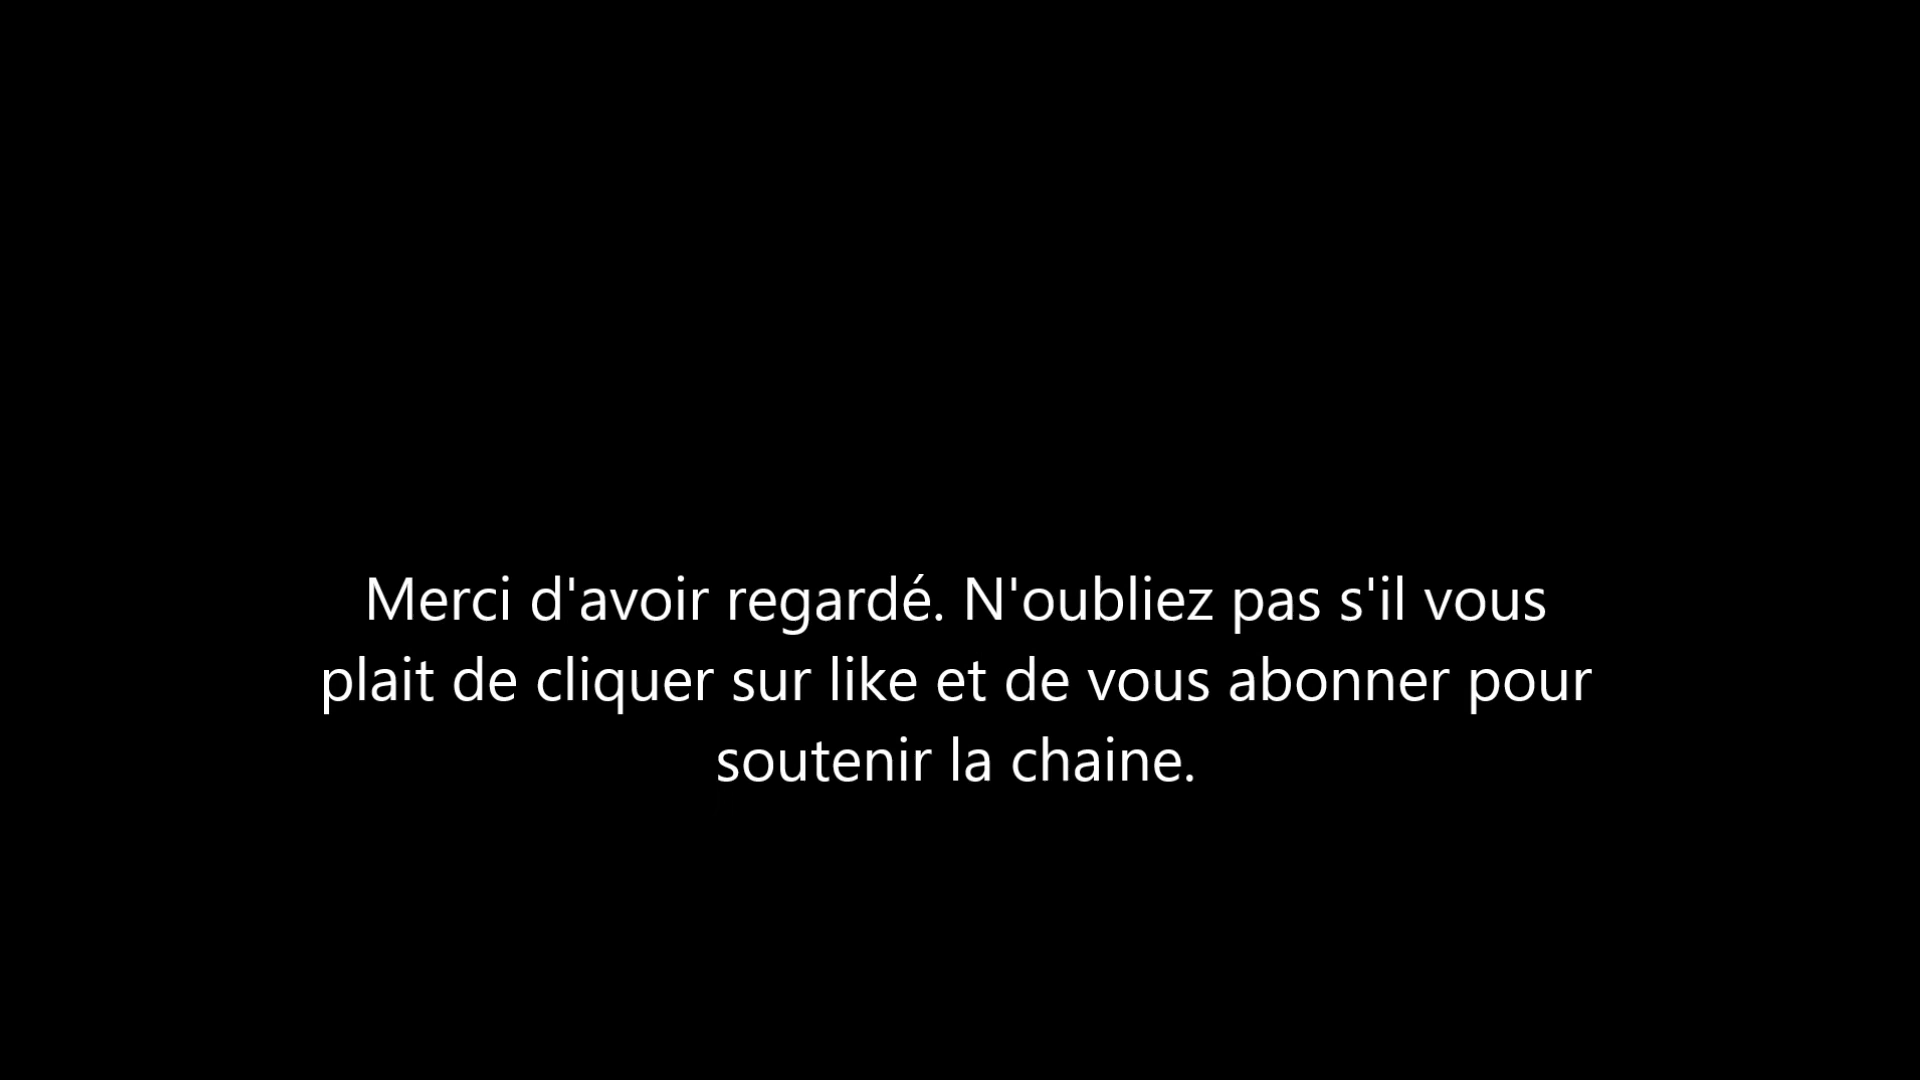 Merci d'avoir regardé. N'oubliez pas s'il vous
plait de cliquer sur like et de vous abonner pour
soutenir la chaine.